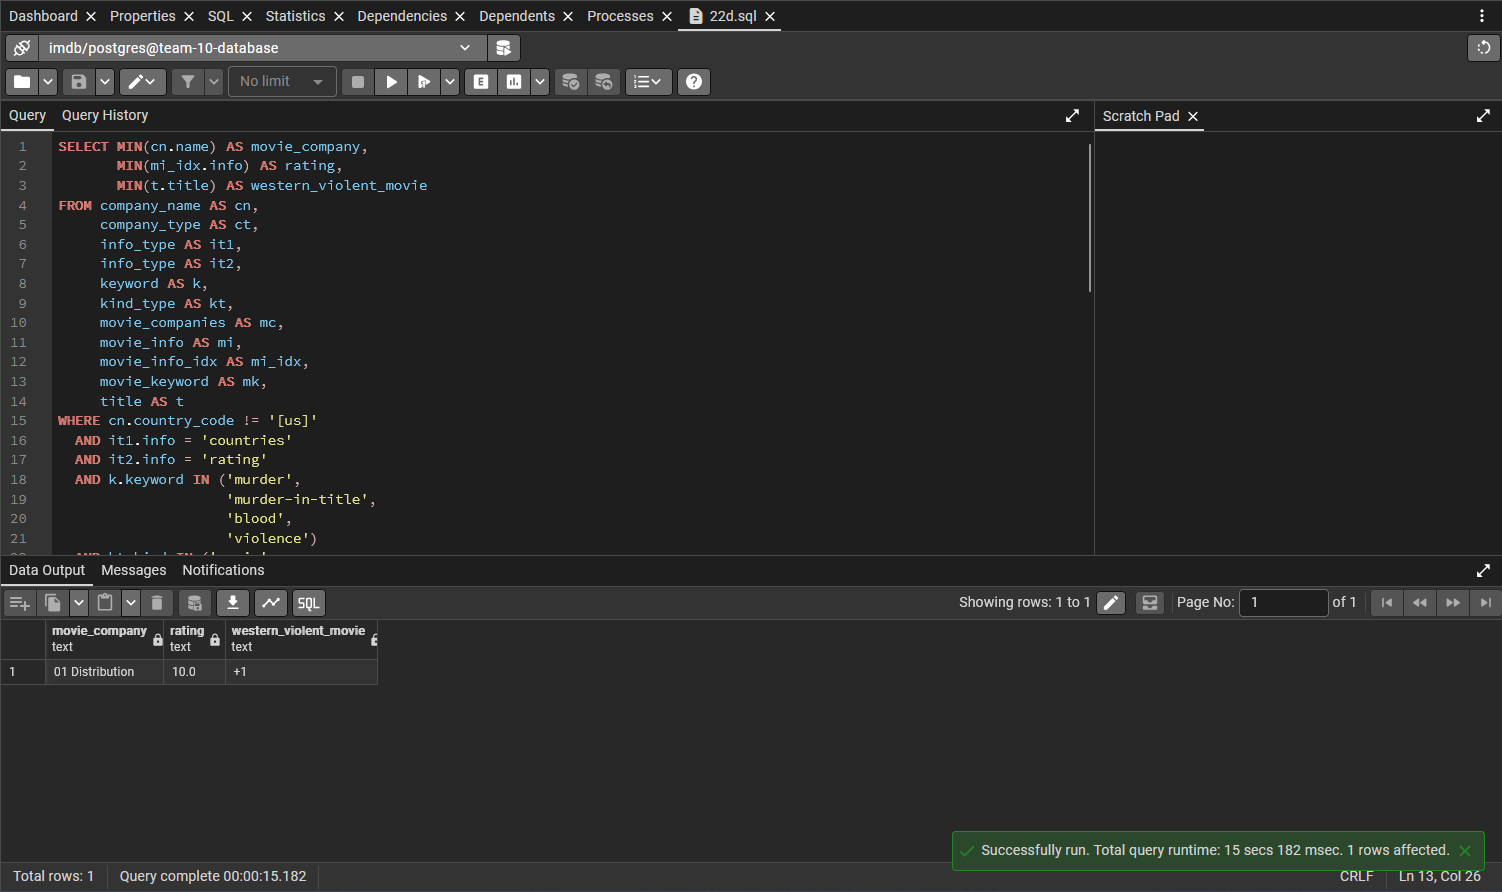 Dashboard Properties SQL Statistics Dependencies Dependents Processes 22d.sql
imdb/postgres@team-10-database
No limit E
Query Query History Scratch Pad
1 SELECT MIN(cn.name) AS movie_company,
2 MIN(mi_idx.info) AS rating,
3 MIN(t.title) AS western_violent_movie
4 FROM company_name AS cn,
5 company_type AS ct,
6 info_type AS it1,
7 info_type AS it2,
8 keyword AS k,
9 kind_type AS kt,
10 movie_companies AS mc,
11 movie_info AS mi,
12 movie_info_idx AS mi_idx,
13 movie_keyword AS mk,
14 title AS t
15 WHERE cn.country_code != '[us]'
16 AND it1.info = 'countries'
17 AND it2.info = 'rating'
18 AND k.keyword IN ('murder',
19 'murder-in-title',
20 'blood',
21 'violence')
Data Output Messages Notifications
SQL Showing rows: 1 to 1 Page No: 1 of 1
movie_company rating western_violent_movie
text text text
1 01 Distribution 10.0 +1
Successfully run. Total query runtime: 15 secs 182 msec. 1 rows affected.
Total rows: 1 Query complete 00:00:15.182 CRLF Ln 13, Col 26